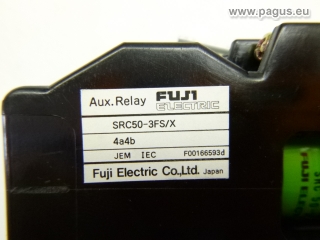 www.pagus.eu
Aux.Relay FUJI ELECTRIC
SRC50-3FS/X
4a4b
JEM IEC F00166593d
Fuji Electric Co.,Ltd. Japan